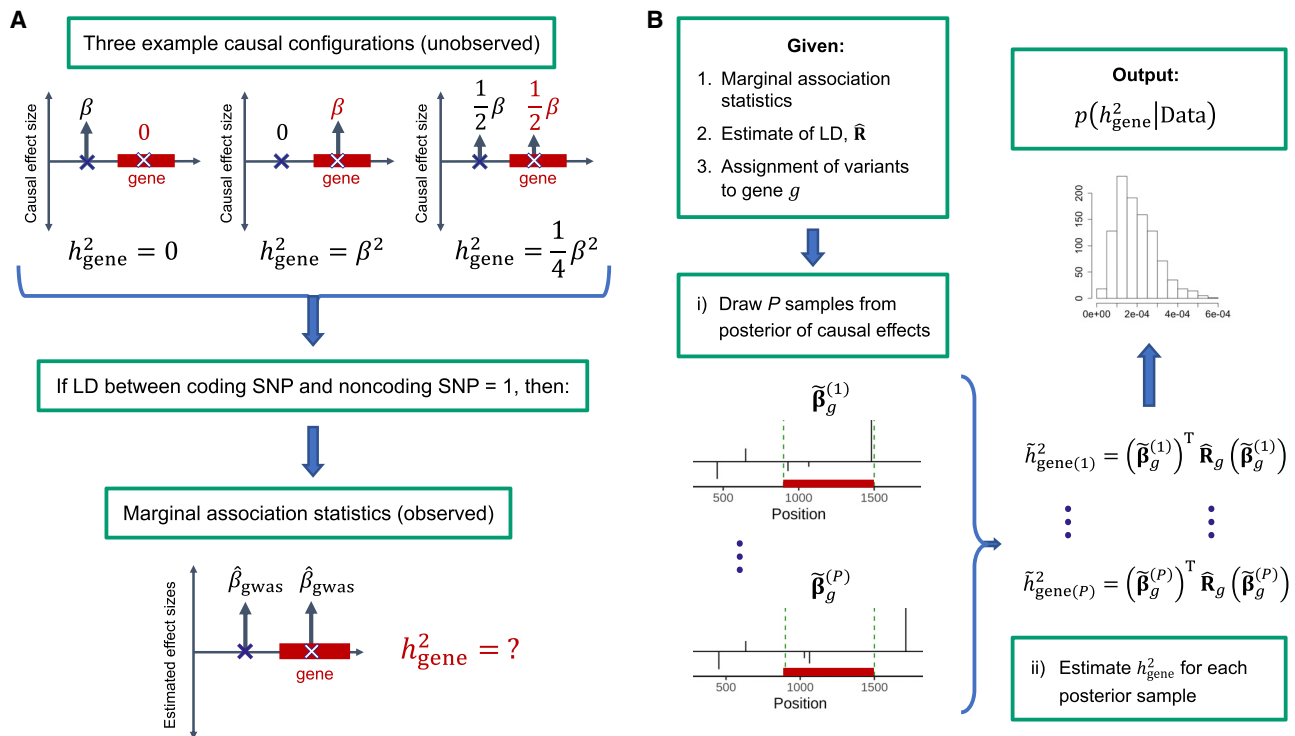 A
Three example causal configurations (unobserved)
Causal effect size
β
0
gene
h²gene = 0
Causal effect size
0
β
gene
h²gene = β²
Causal effect size
1/2 β
1/2 β
gene
h²gene = 1/4 β²
If LD between coding SNP and noncoding SNP = 1, then:
Marginal association statistics (observed)
Estimated effect sizes
β̂gwas
β̂gwas
gene
h²gene = ?
B
Given:
1. Marginal association
statistics
2. Estimate of LD, R̂
3. Assignment of variants
to gene g
i) Draw P samples from
posterior of causal effects
β̃g(1)
500 1000 1500
Position
β̃g(P)
500 1000 1500
Position
Output:
p(h²gene|Data)
200
150
100
50
0
0e+00 2e-04 4e-04 6e-04
h̃²gene(1) = (β̃g(1))T R̂g (β̃g(1))
h̃²gene(P) = (β̃g(P))T R̂g (β̃g(P))
ii) Estimate h²gene for each
posterior sample